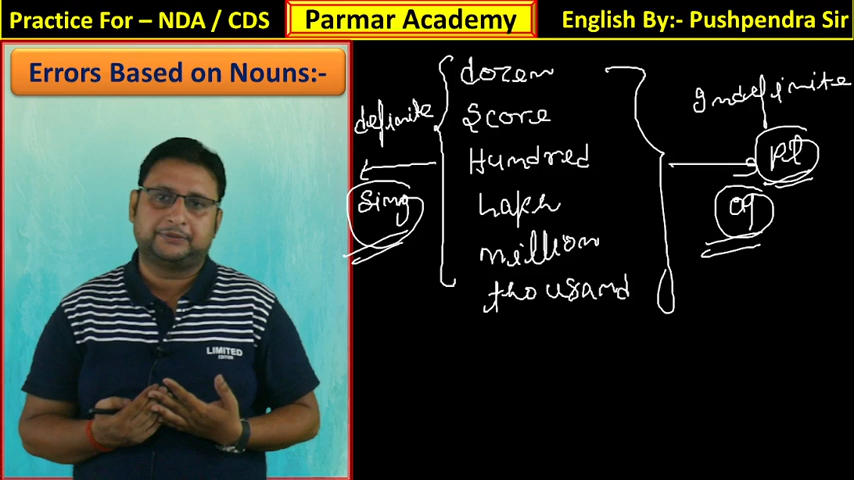 Practice For – NDA / CDS
Parmar Academy
English By:- Pushpendra Sir
Errors Based on Nouns:-
dozen
Score
Hundred
Lakh
million
thousand
definite
Sing
Indefinite
Pl
of
LIMITED
EDITION